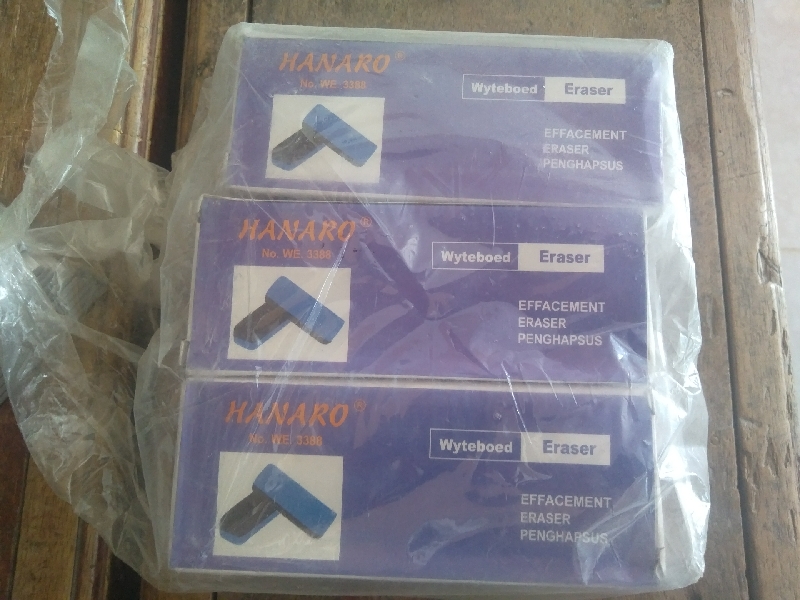 HANARO®
No. WE. 3388
Wyteboed Eraser
EFFACEMENT
ERASER
PENGHAPSUS
HANARO®
No. WE. 3388
Wyteboed Eraser
EFFACEMENT
ERASER
PENGHAPSUS
HANARO®
No. WE. 3388
Wyteboed Eraser
EFFACEMENT
ERASER
PENGHAPSUS